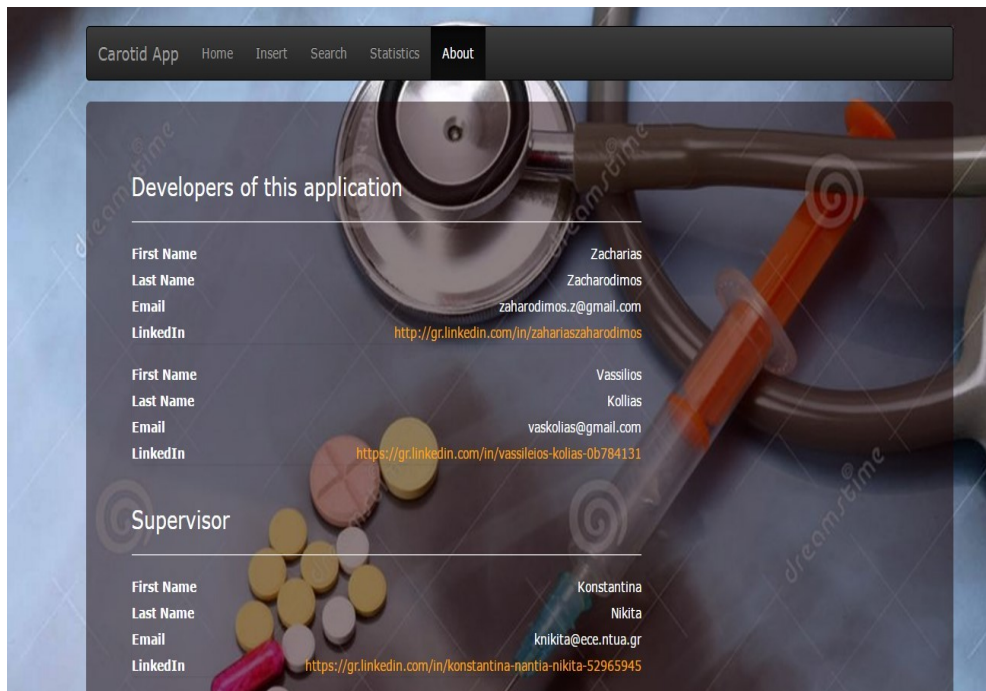 Carotid App Home Insert Search Statistics About
Developers of this application
First Name Zacharias
Last Name Zacharodimos
Email zaharodimos.z@gmail.com
LinkedIn http://gr.linkedin.com/in/zahariaszaharodimos
First Name Vassilios
Last Name Kollias
Email vaskolias@gmail.com
LinkedIn https://gr.linkedin.com/in/vassileios-kolias-0b784131
Supervisor
First Name Konstantina
Last Name Nikita
Email knikita@ece.ntua.gr
LinkedIn https://gr.linkedin.com/in/konstantina-nantia-nikita-52965945
dreamstime
dreamstime
dreamstime